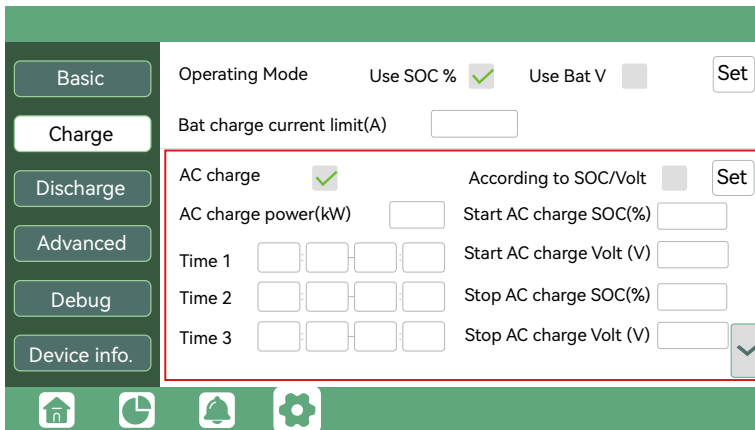 Basic
Charge
Discharge
Advanced
Debug
Device info.
Operating Mode Use SOC % Use Bat V Set
Bat charge current limit(A)
AC charge According to SOC/Volt Set
AC charge power(kW) Start AC charge SOC(%)
Time 1 : - : Start AC charge Volt (V)
Time 2 : - : Stop AC charge SOC(%)
Time 3 : - : Stop AC charge Volt (V)